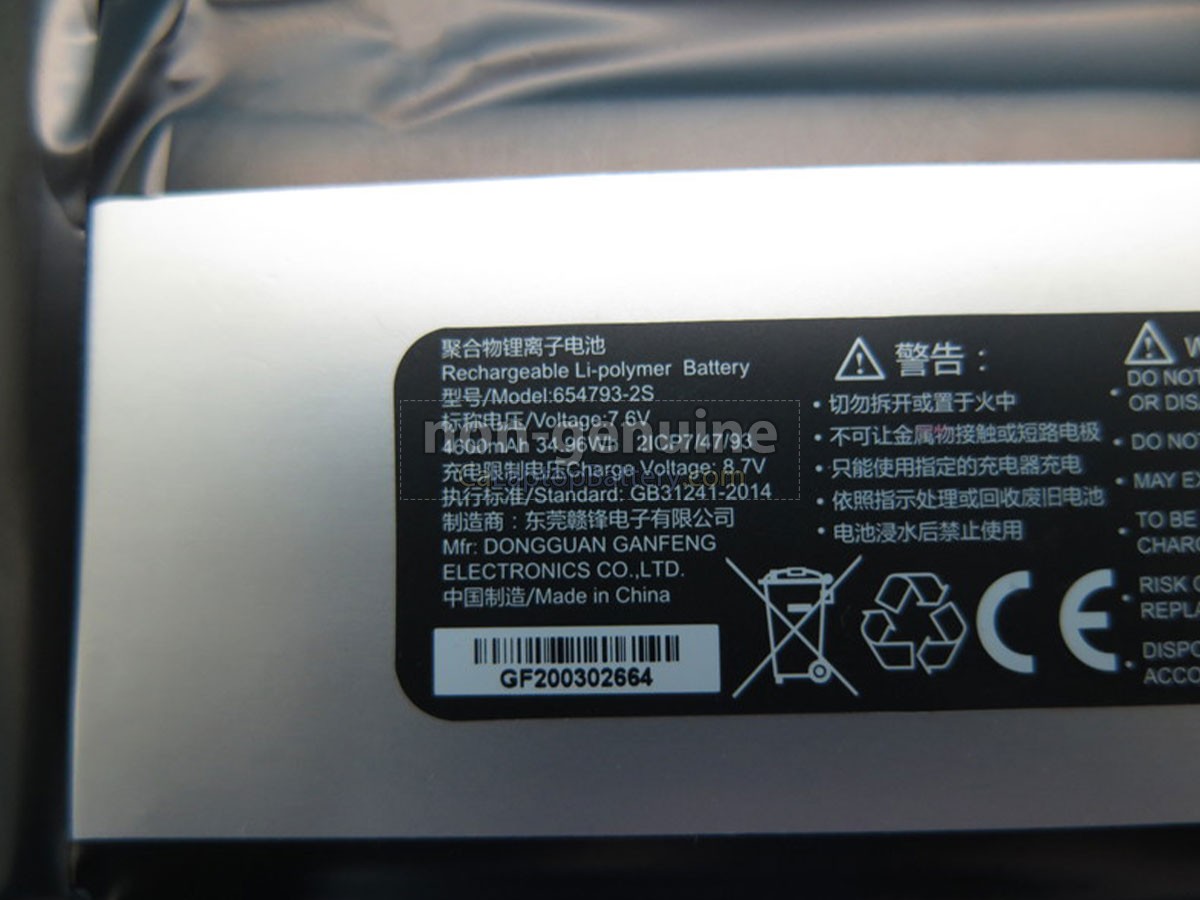 聚合物锂离子电池
Rechargeable Li-polymer Battery
型号/Model:654793-2S
标称电压/Voltage:7.6V
4600mAh 34.96Wh 2ICP7/47/93
充电限制电压Charge Voltage: 8.7V
执行标准/Standard: GB31241-2014
制造商：东莞赣锋电子有限公司
Mfr: DONGGUAN GANFENG
ELECTRONICS CO.,LTD.
中国制造/Made in China
GF200302664
警告：
·切勿拆开或置于火中
·不可让金属物接触或短路电极
·只能使用指定的充电器充电
·依照指示处理或回收废旧电池
·电池浸水后禁止使用
W
·DO NOT
OR DIS
·DO NO
·MAY EX
·TO BE
CHARG
·RISK O
REPLA
·DISPO
ACCO
CE
genuine
LaptopBattery.com